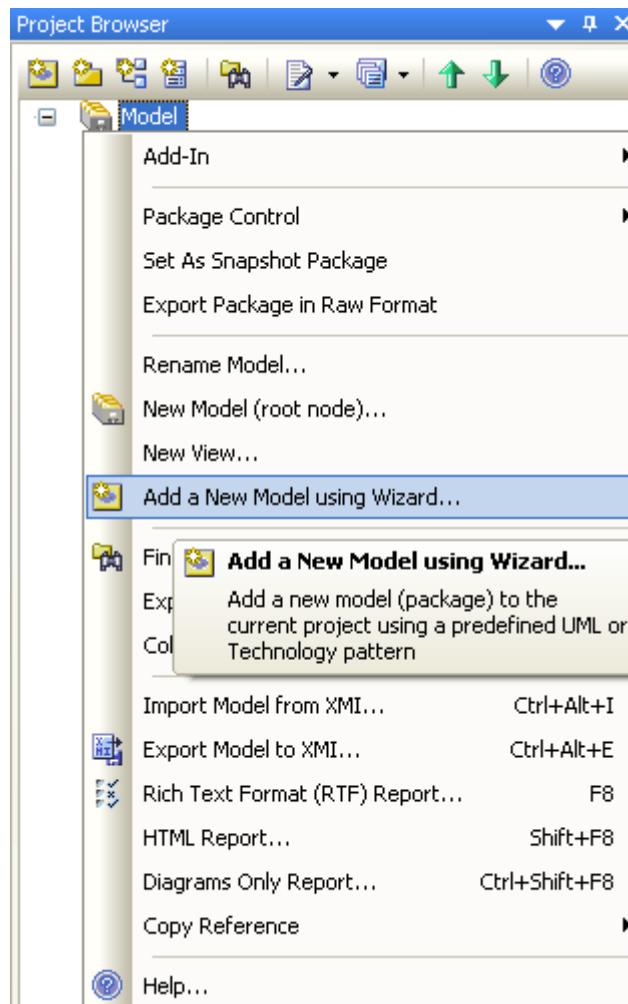 Project Browser
Model
Add-In
Package Control
Set As Snapshot Package
Export Package in Raw Format
Rename Model...
New Model (root node)...
New View...
Add a New Model using Wizard...
Fin
Add a New Model using Wizard...
Exp
Add a new model (package) to the
current project using a predefined UML or
Col
Technology pattern
Import Model from XMI... Ctrl+Alt+I
Export Model to XMI... Ctrl+Alt+E
Rich Text Format (RTF) Report... F8
HTML Report... Shift+F8
Diagrams Only Report... Ctrl+Shift+F8
Copy Reference
Help...